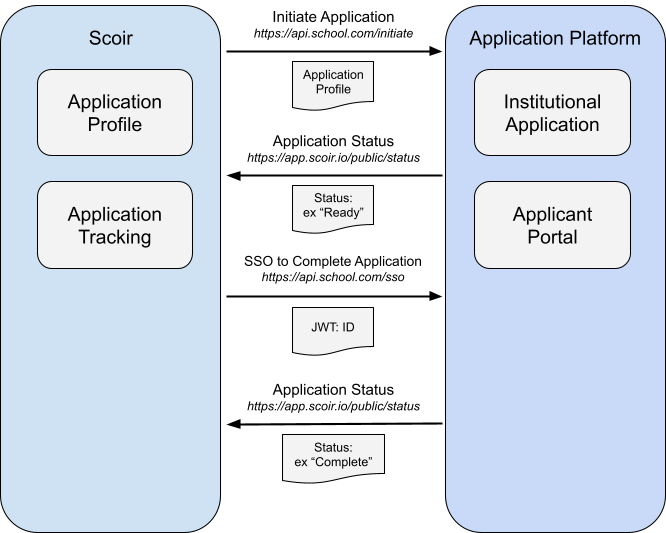 Scoir
Application
Profile
Application
Tracking
Initiate Application
https://api.school.com/initiate
Application
Profile
Application Status
https://app.scoir.io/public/status
Status:
ex “Ready”
SSO to Complete Application
https://api.school.com/sso
JWT: ID
Application Status
https://app.scoir.io/public/status
Status:
ex “Complete”
Application Platform
Institutional
Application
Applicant
Portal